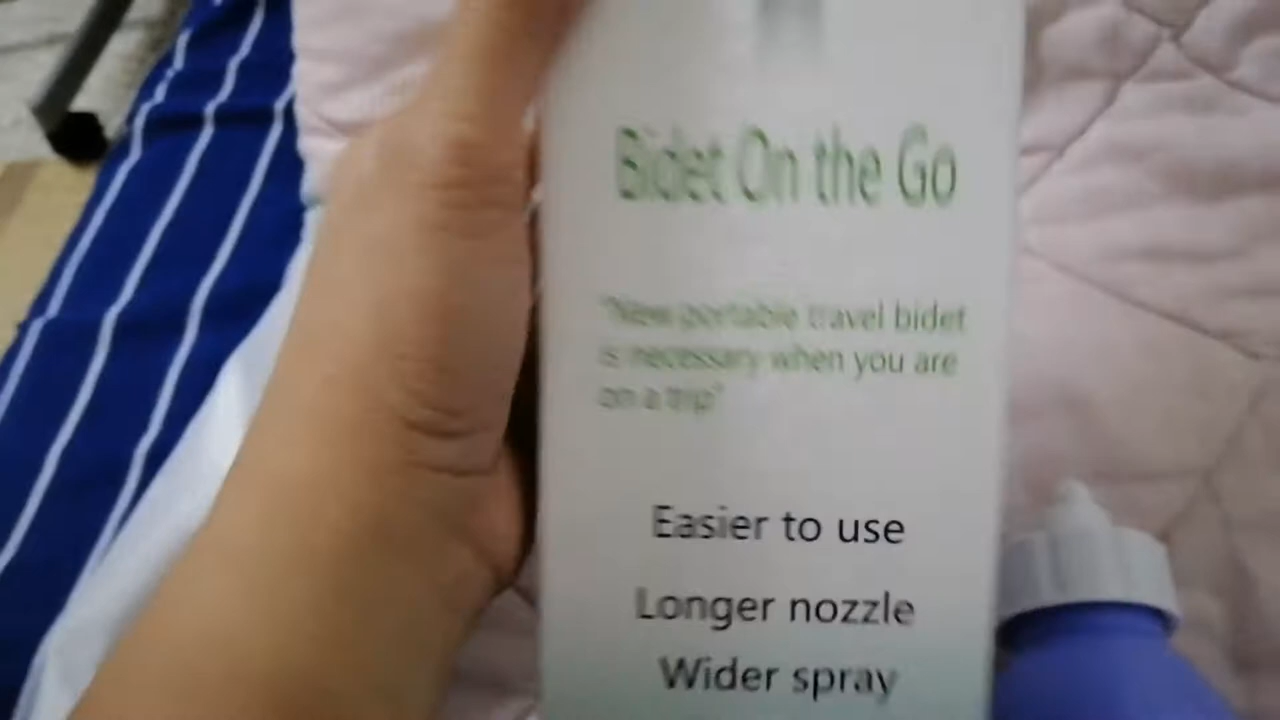 Bidet On the Go
"New portable travel bidet
is necessary when you are
on a trip"
Easier to use
Longer nozzle
Wider spray